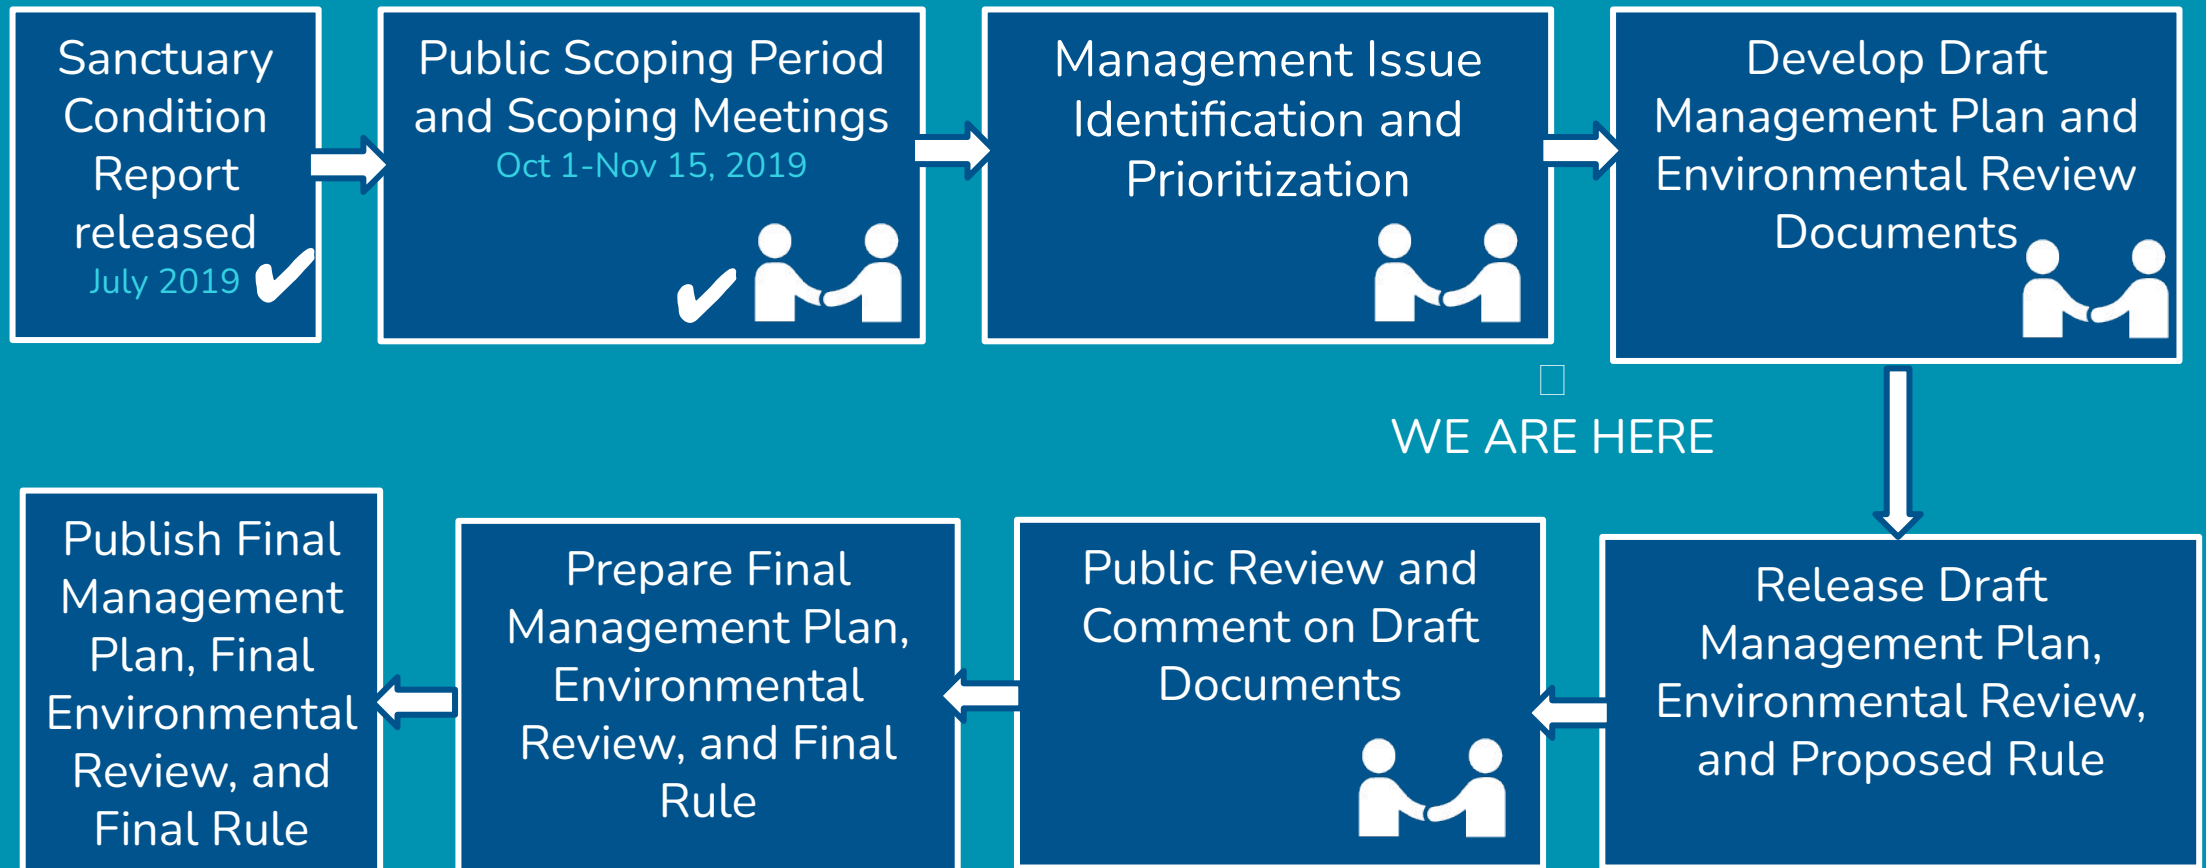 Sanctuary
Condition
Report
released
July 2019
Public Scoping Period
and Scoping Meetings
Oct 1-Nov 15, 2019
Management Issue
Identification and
Prioritization
Develop Draft
Management Plan and
Environmental Review
Documents
WE ARE HERE
Release Draft
Management Plan,
Environmental Review,
and Proposed Rule
Public Review and
Comment on Draft
Documents
Prepare Final
Management Plan,
Environmental
Review, and Final
Rule
Publish Final
Management
Plan, Final
Environmental
Review, and
Final Rule